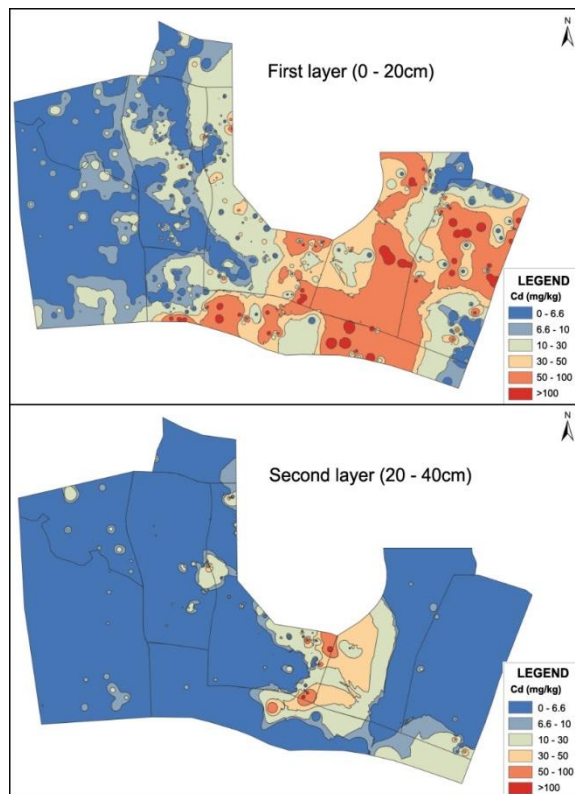 N
First layer (0 - 20cm)
LEGEND
Cd (mg/kg)
0 - 6.6
6.6 - 10
10 - 30
30 - 50
50 - 100
>100
N
Second layer (20 - 40cm)
LEGEND
Cd (mg/kg)
0 - 6.6
6.6 - 10
10 - 30
30 - 50
50 - 100
>100